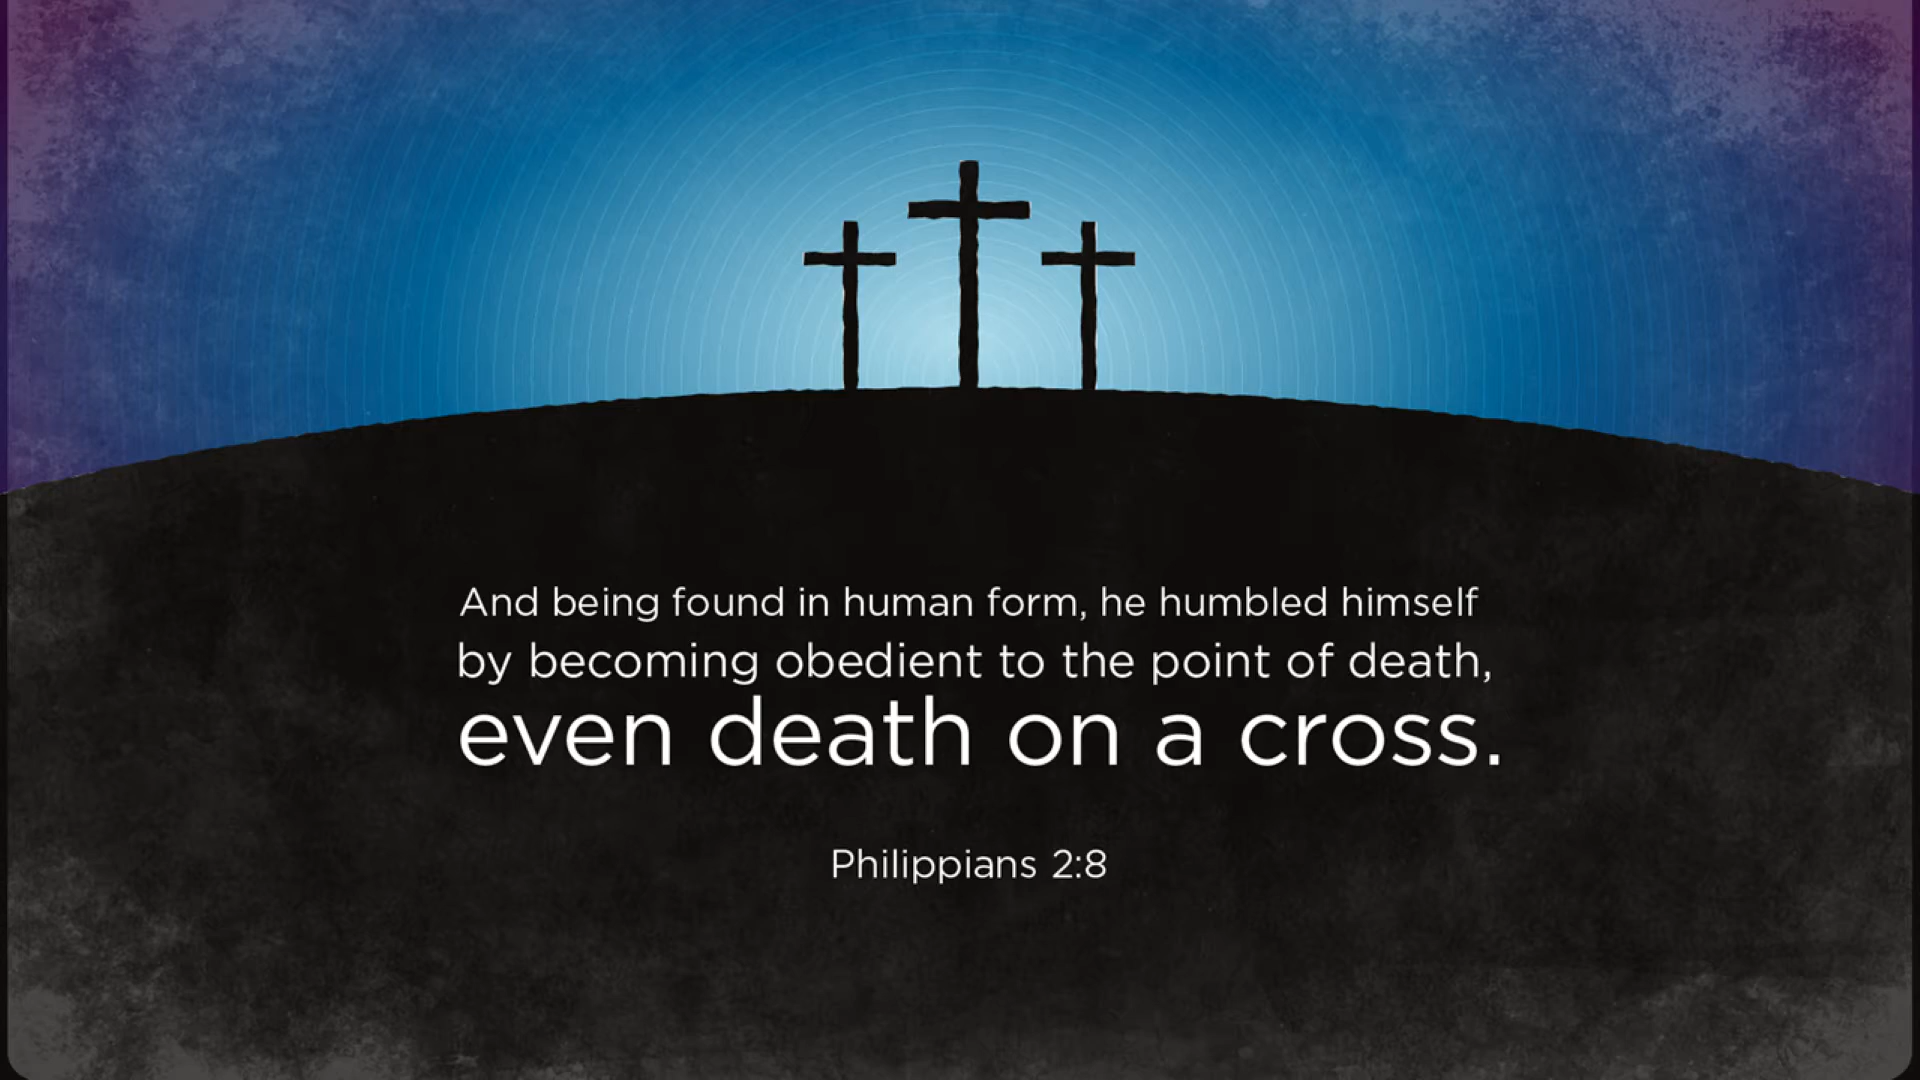 And being found in human form, he humbled himself
by becoming obedient to the point of death,
even death on a cross.
Philippians 2:8